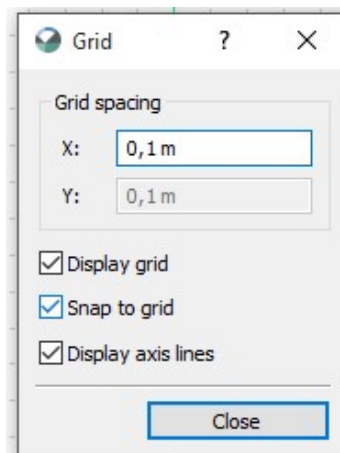 Grid ?
Grid spacing
X: 0,1 m
Y: 0,1 m
Display grid
Snap to grid
Display axis lines
Close